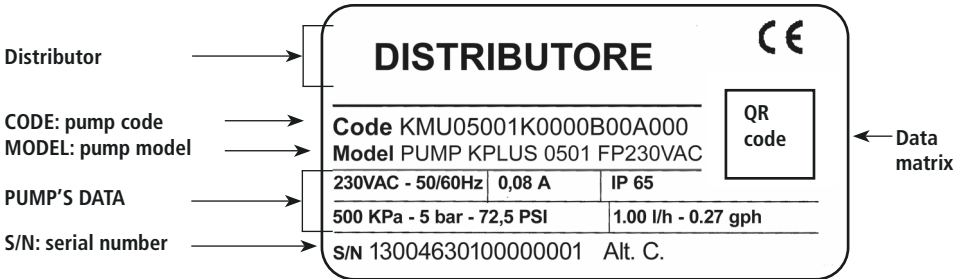 Distributor
DISTRIBUTORE
CE
CODE: pump code
MODEL: pump model
Code KMU05001K0000B00A000
Model PUMP KPLUS 0501 FP230VAC
QR
code
Data
matrix
PUMP'S DATA
230VAC - 50/60Hz 0,08 A IP 65
500 KPa - 5 bar - 72,5 PSI 1.00 l/h - 0.27 gph
S/N: serial number
S/N 13004630100000001 Alt. C.